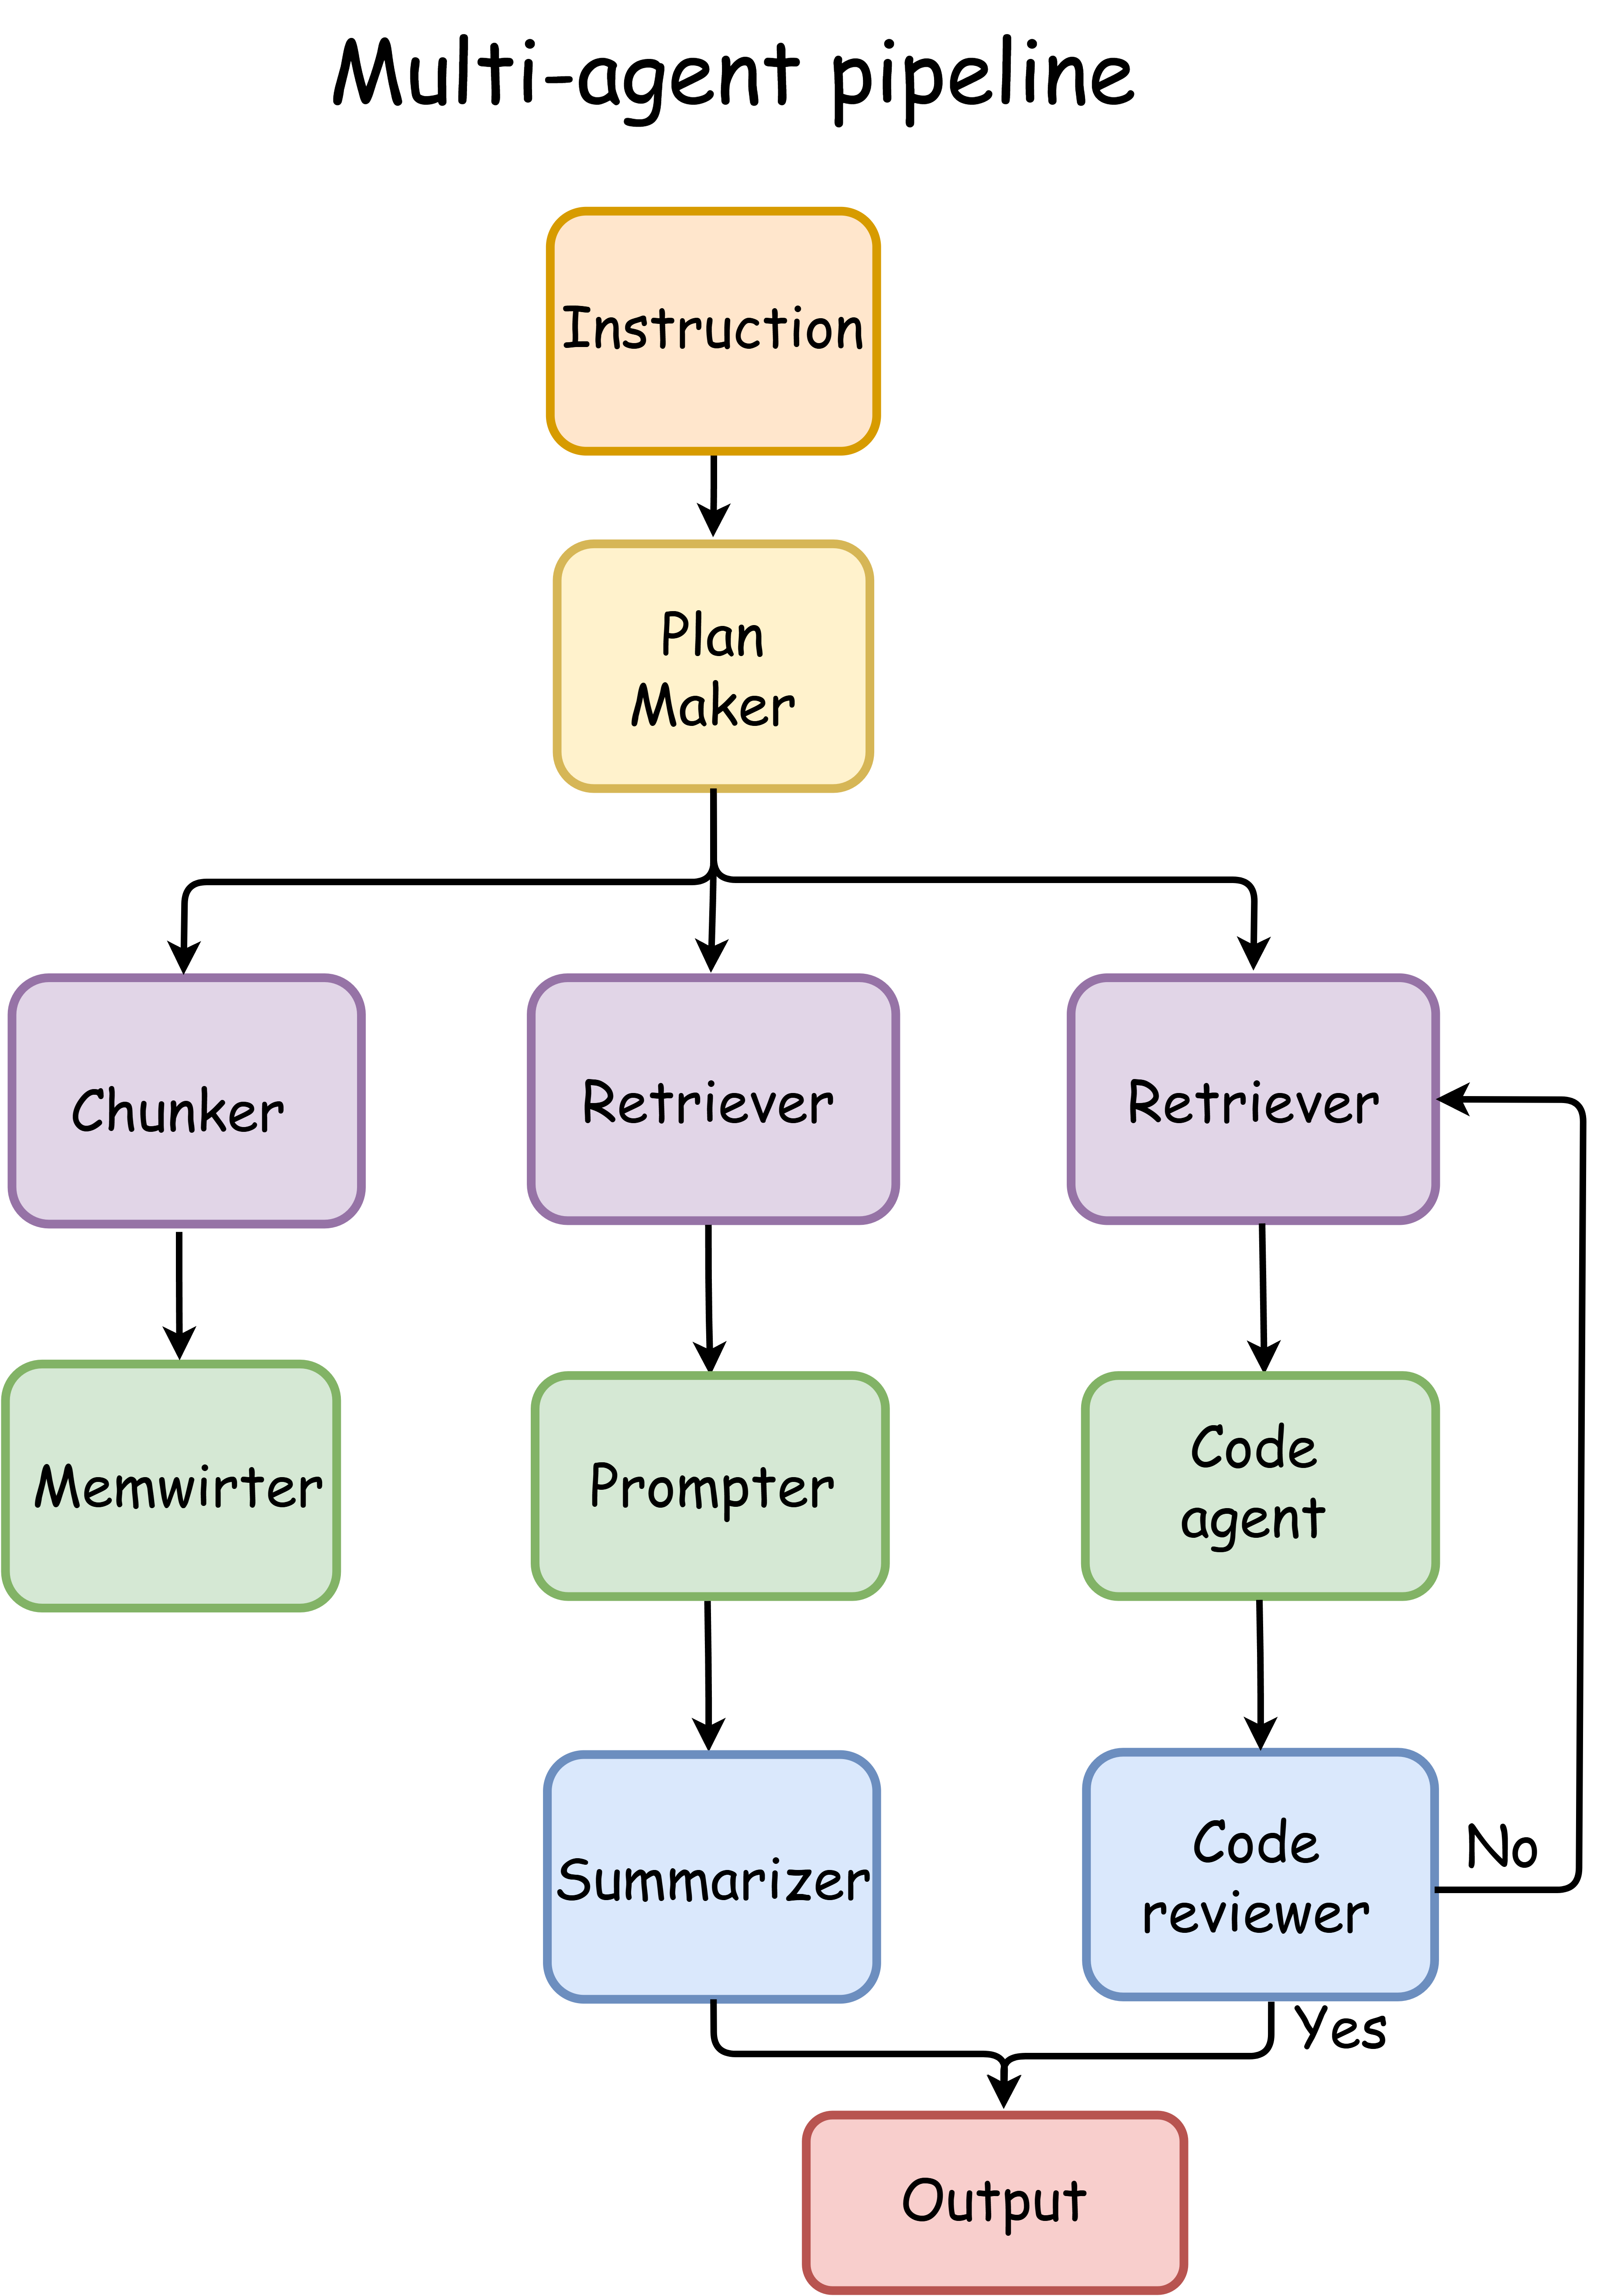 Multi-agent pipeline
Instruction
Plan
Maker
Chunker
Retriever
Retriever
Memwirter
Prompter
Code
agent
Summarizer
Code
reviewer
No
Yes
Output